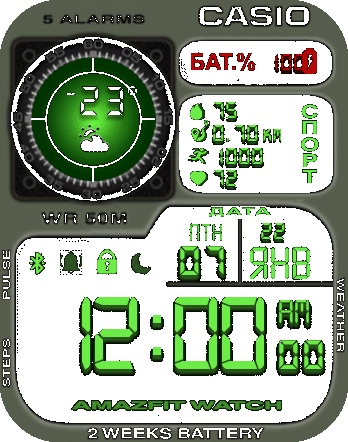 5 ALARMS
CASIO
БАТ.% 100
-23°
75
0.70 КМ
1000
72
СПОРТ
WR 50M
ДАТА
ПТН 22
07 ЯНВ
PULSE
STEPS
WEATHER
12:00 AM
00
AMAZFIT WATCH
2 WEEKS BATTERY